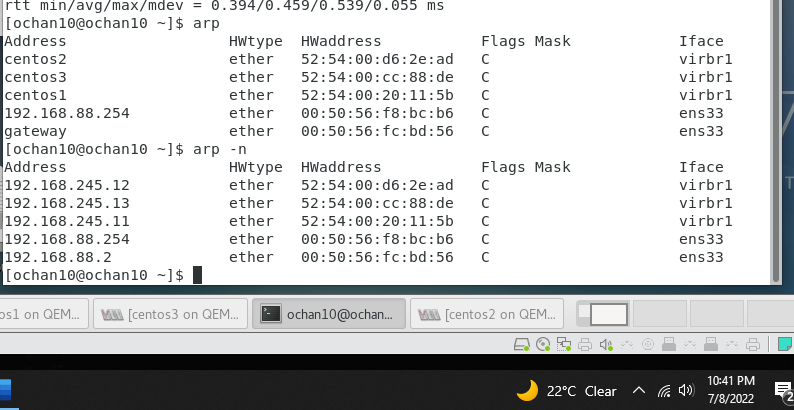 rtt min/avg/max/mdev = 0.394/0.459/0.539/0.055 ms
[ochan10@ochan10 ~]$ arp
Address HWtype HWaddress Flags Mask Iface
centos2 ether 52:54:00:d6:2e:ad C virbr1
centos3 ether 52:54:00:cc:88:de C virbr1
centos1 ether 52:54:00:20:11:5b C virbr1
192.168.88.254 ether 00:50:56:f8:bc:b6 C ens33
gateway ether 00:50:56:fc:bd:56 C ens33
[ochan10@ochan10 ~]$ arp -n
Address HWtype HWaddress Flags Mask Iface
192.168.245.12 ether 52:54:00:d6:2e:ad C virbr1
192.168.245.13 ether 52:54:00:cc:88:de C virbr1
192.168.245.11 ether 52:54:00:20:11:5b C virbr1
192.168.88.254 ether 00:50:56:f8:bc:b6 C ens33
192.168.88.2 ether 00:50:56:fc:bd:56 C ens33
[ochan10@ochan10 ~]$
os1 on QEM... [centos3 on QE... ochan10@ochan... [centos2 on QEM...
22°C Clear 10:41 PM
7/8/2022
2